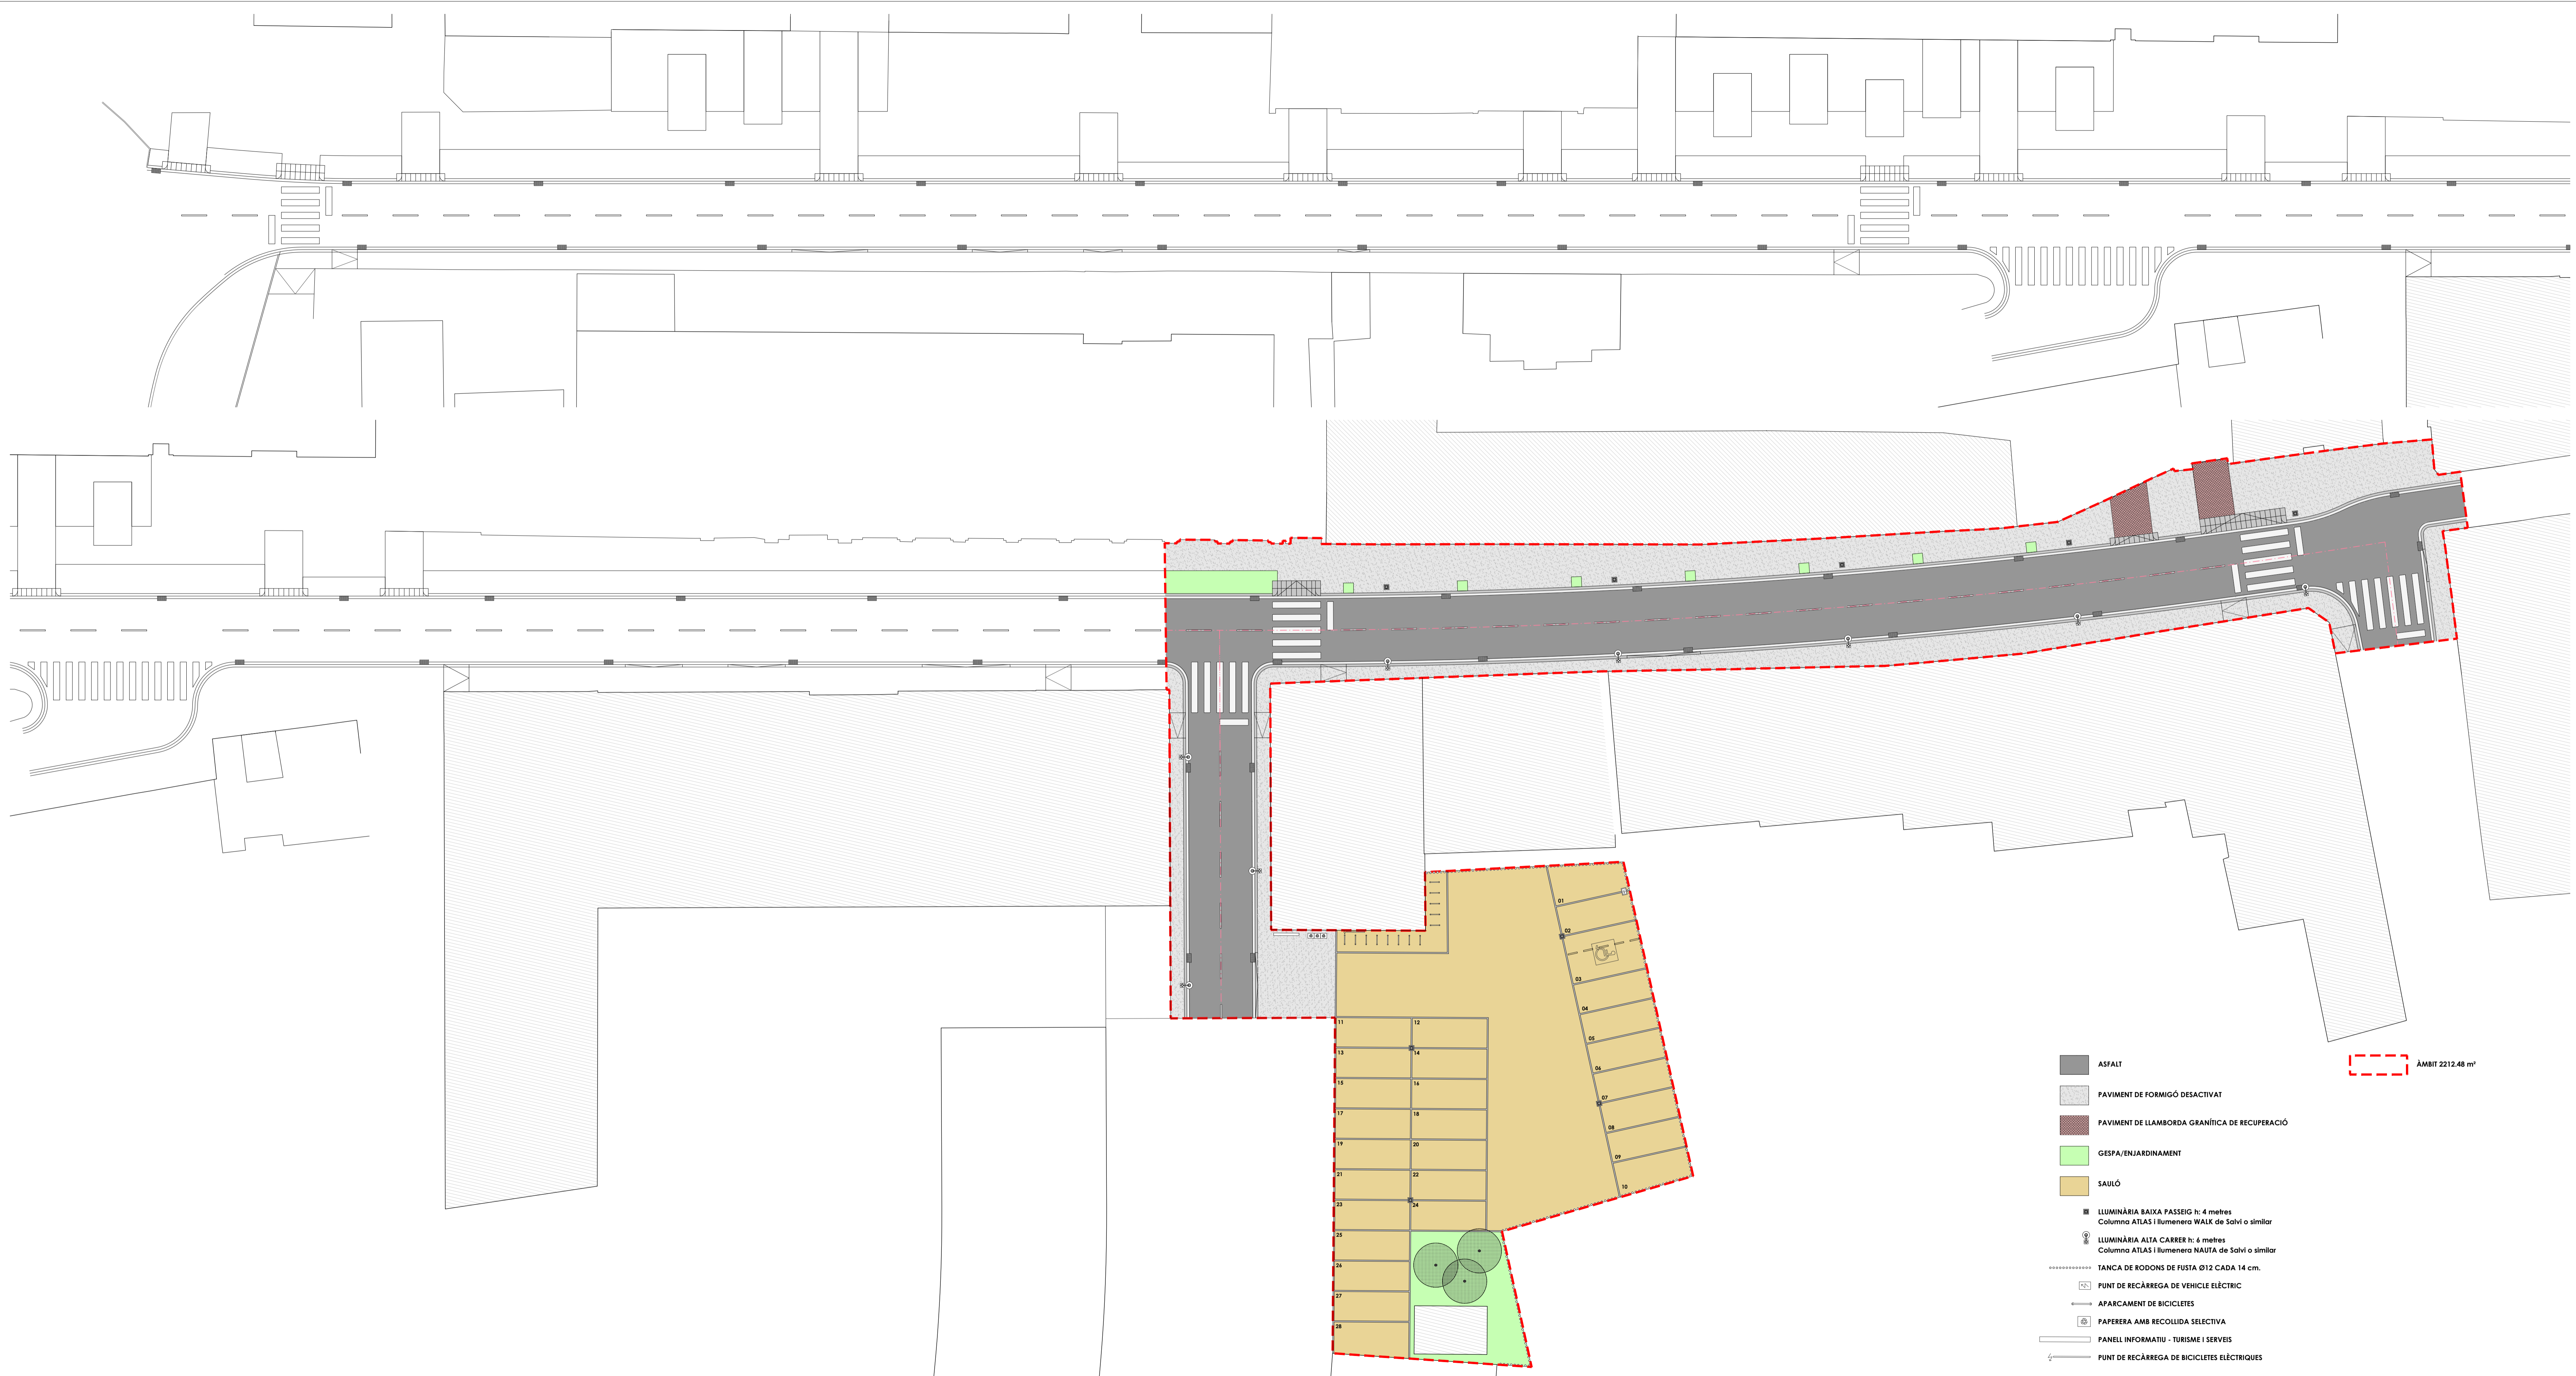 01
02
03
04
05
06
07
08
09
10
11
12
13
14
15
16
17
18
19
20
21
22
23
24
25
26
27
28
ASFALT
ÀMBIT 2212.48 m²
PAVIMENT DE FORMIGÓ DESACTIVAT
PAVIMENT DE LLAMBORDA GRANÍTICA DE RECUPERACIÓ
GESPA/ENJARDINAMENT
SAULÓ
LLUMINÀRIA BAIXA PASSEIG h: 4 metres
Columna ATLAS i llumenera WALK de Salvi o similar
LLUMINÀRIA ALTA CARRER h: 6 metres
Columna ATLAS i llumenera NAUTA de Salvi o similar
TANCA DE RODONS DE FUSTA Ø12 CADA 14 cm.
PUNT DE RECÀRREGA DE VEHICLE ELÈCTRIC
APARCAMENT DE BICICLETES
PAPERERA AMB RECOLLIDA SELECTIVA
PANELL INFORMATIU - TURISME I SERVEIS
PUNT DE RECÀRREGA DE BICICLETES ELÈCTRIQUES